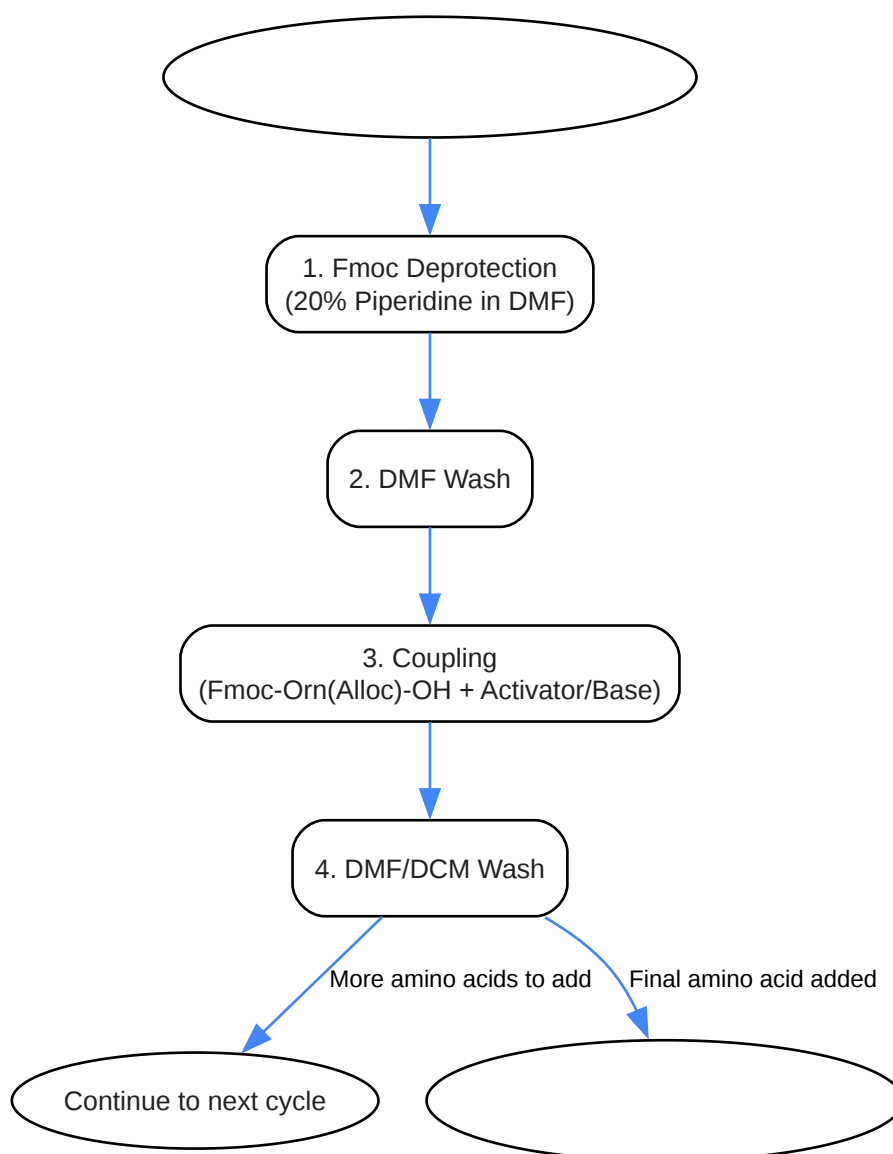 1. Fmoc Deprotection
(20% Piperidine in DMF)
2. DMF Wash
3. Coupling
(Fmoc-Orn(Alloc)-OH + Activator/Base)
4. DMF/DCM Wash
More amino acids to add
Final amino acid added
Continue to next cycle